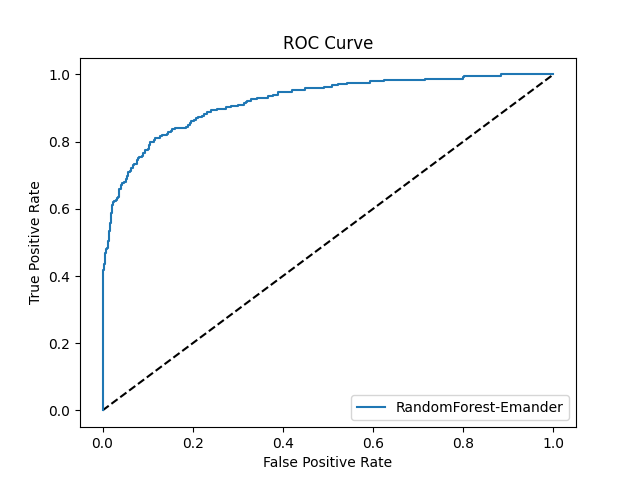 ROC Curve
True Positive Rate
1.0
0.8
0.6
0.4
0.2
0.0
RandomForest-Emander
0.0 0.2 0.4 0.6 0.8 1.0
False Positive Rate